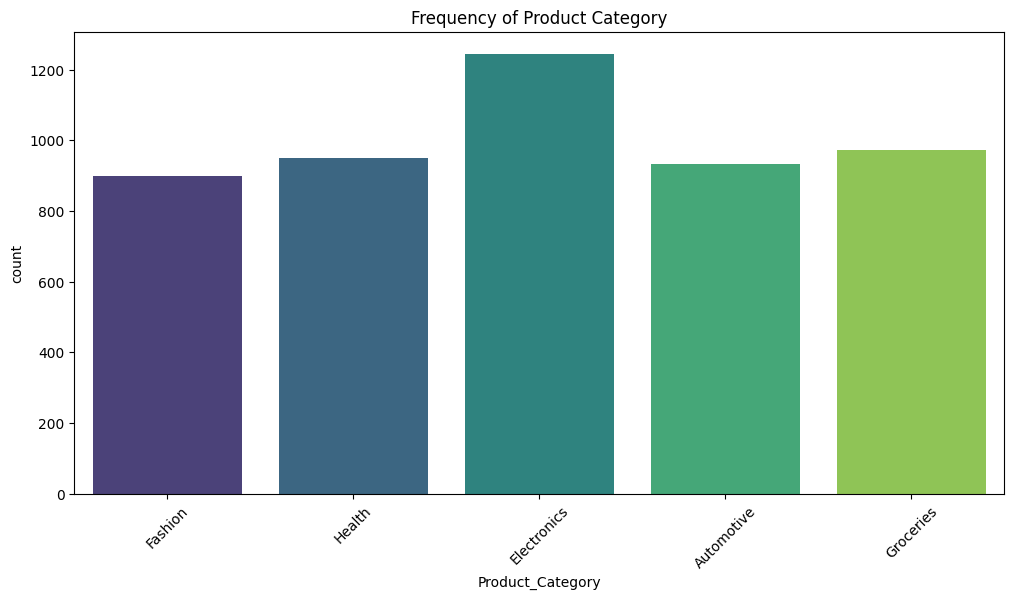 Frequency of Product Category
1200
1000
800
600
400
200
0
count
Fashion
Health
Electronics
Automotive
Groceries
Product_Category